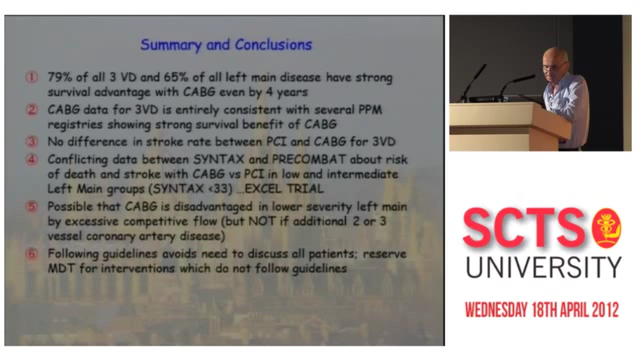 Summary and Conclusions
① 79% of all 3 VD and 65% of all left main disease have strong
survival advantage with CABG even by 4 years
② CABG data for 3VD is entirely consistent with several PPM
registries showing strong survival benefit of CABG
③ No difference in stroke rate between PCI and CABG for 3VD
④ Conflicting data between SYNTAX and PRECOMBAT about risk
of death and stroke with CABG vs PCI in low and intermediate
Left Main groups (SYNTAX <33) ...EXCEL TRIAL
⑤ Possible that CABG is disadvantaged in lower severity left main
by excessive competitive flow (but NOT if additional 2 or 3
vessel coronary artery disease)
⑥ Following guidelines avoids need to discuss all patients; reserve
MDT for interventions which do not follow guidelines
SCTS
UNIVERSITY
WEDNESDAY 18TH APRIL 2012